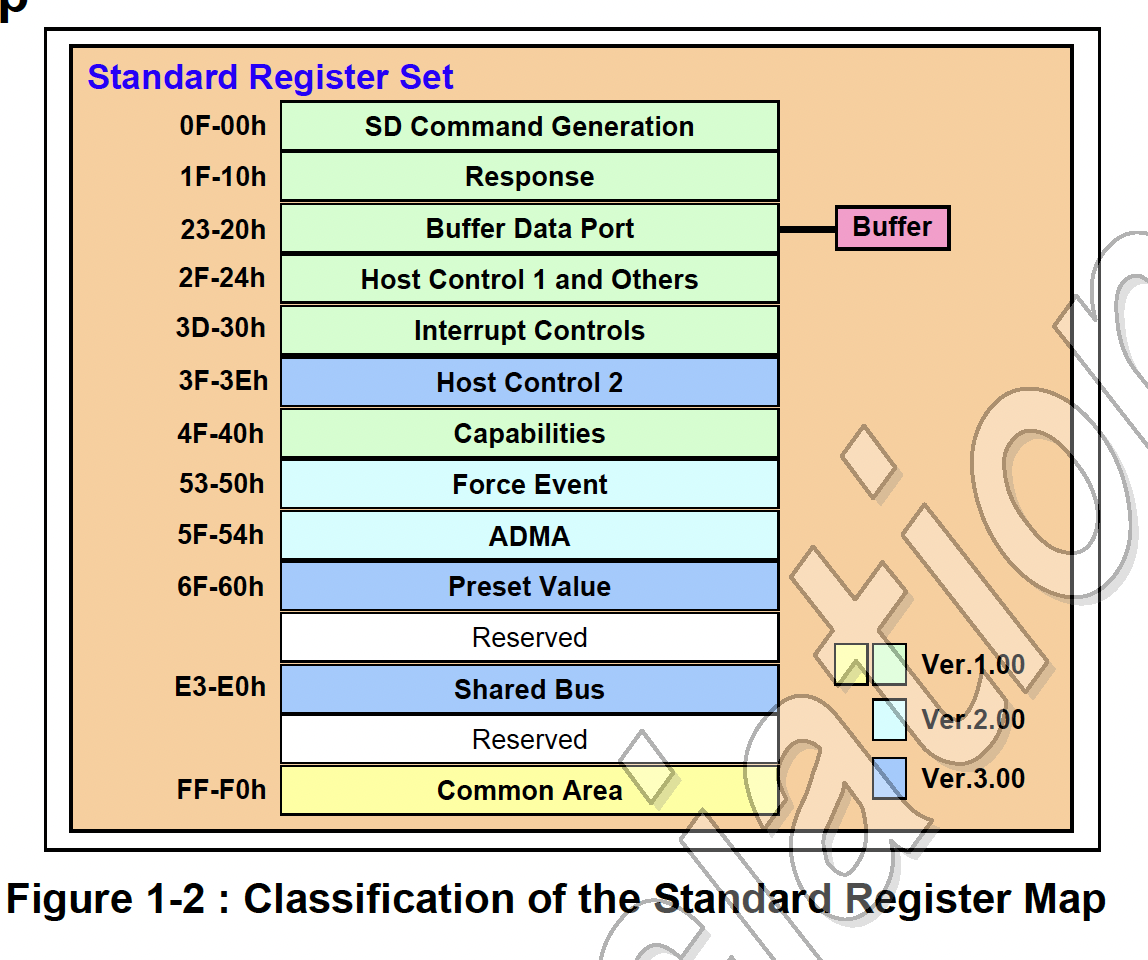 Standard Register Set
0F-00h SD Command Generation
1F-10h Response
23-20h Buffer Data Port Buffer
2F-24h Host Control 1 and Others
3D-30h Interrupt Controls
3F-3Eh Host Control 2
4F-40h Capabilities
53-50h Force Event
5F-54h ADMA
6F-60h Preset Value
Reserved
E3-E0h Shared Bus
Reserved
FF-F0h Common Area
Ver.1.00
Ver.2.00
Ver.3.00
Figure 1-2 : Classification of the Standard Register Map